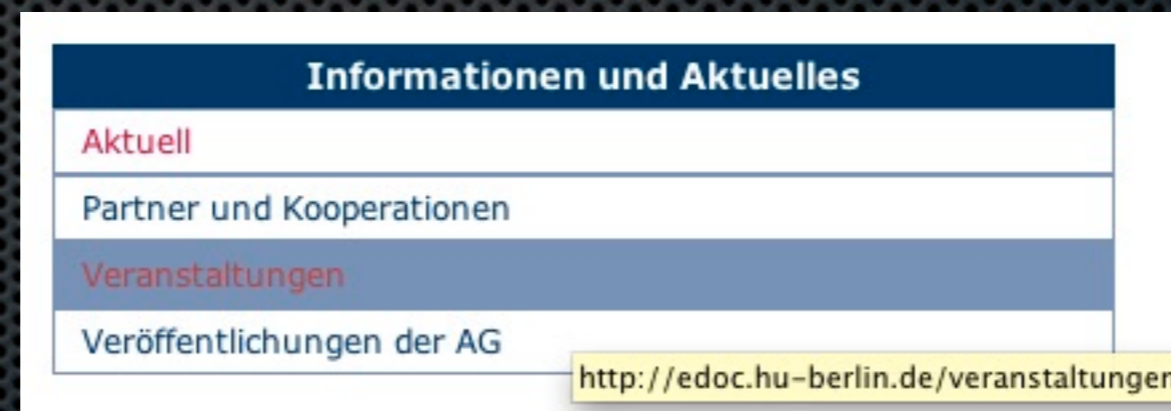 Informationen und Aktuelles
Aktuell
Partner und Kooperationen
Veranstaltungen
Veröffentlichungen der AG
http://edoc.hu-berlin.de/veranstaltungen